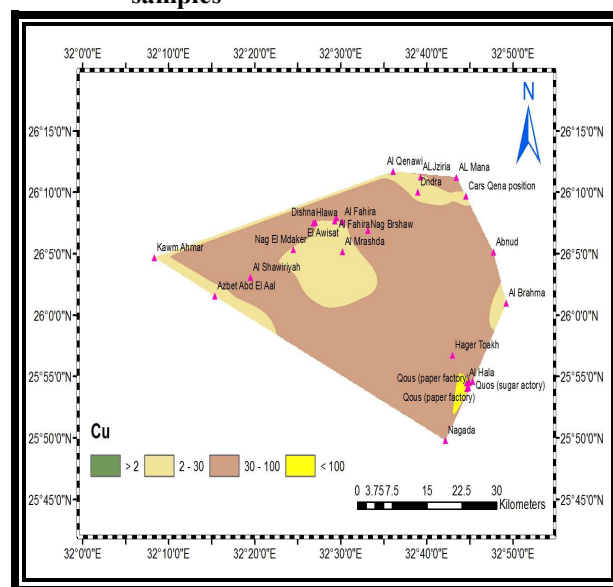 samples
32°0'0"E 32°10'0"E 32°20'0"E 32°30'0"E 32°40'0"E 32°50'0"E
N
26°15'0"N 26°15'0"N
Al Qenawi AL.Jziria AL Mana
26°10'0"N 26°10'0"N
Dndra Cars Qena position
Dishna Hlawa Al Fahira
El Awisat Al Fahira Nag Brshaw
Nag El Mdaker Al Mrashda Abnud
26°5'0"N 26°5'0"N
Kawm Ahmar
Al Shawiriyah
Azbet Abd El Aal Al Brahma
26°0'0"N 26°0'0"N
Hager Toakh
25°55'0"N 25°55'0"N
Qous (paper factory) Al Hala
Quos (sugar actory)
Qous (paper factory)
Cu
Nagada
25°50'0"N 25°50'0"N
> 2 2 - 30 30 - 100 < 100
0 3.75 7.5 15 22.5 30
Kilometers
25°45'0"N 25°45'0"N
32°0'0"E 32°10'0"E 32°20'0"E 32°30'0"E 32°40'0"E 32°50'0"E